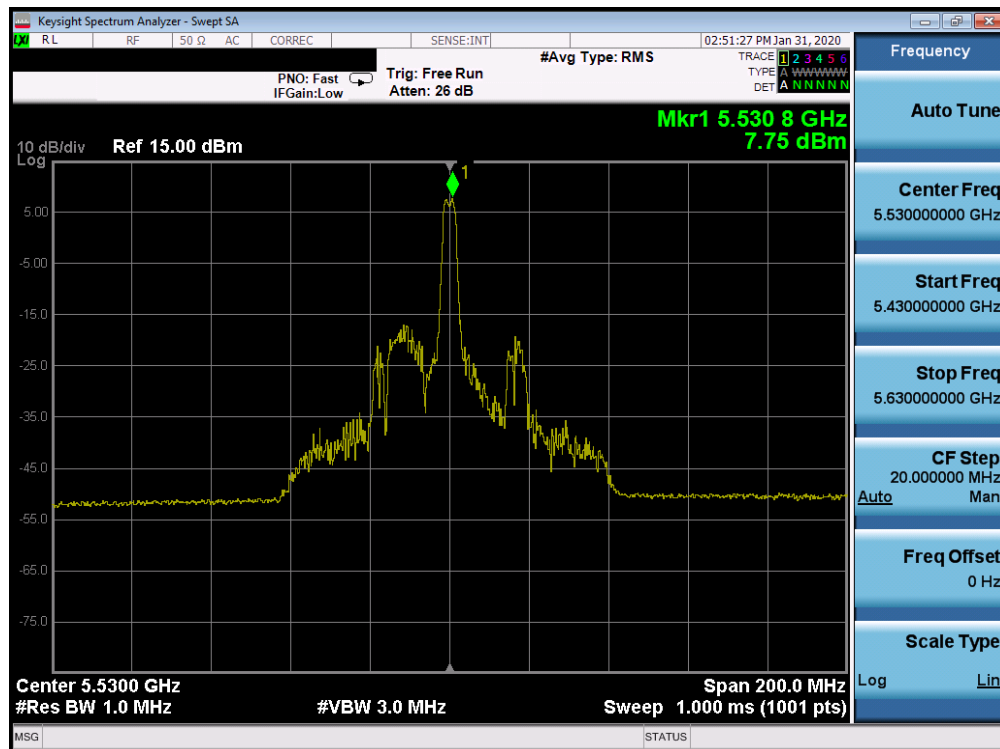 Keysight Spectrum Analyzer - Swept SA
LXI RL RF 50 Ω AC CORREC SENSE:INT 02:51:27 PM Jan 31, 2020
PNO: Fast
IFGain:Low
Trig: Free Run
Atten: 26 dB
#Avg Type: RMS
TRACE 1 2 3 4 5 6
TYPE A WWWWW
DET A N N N N N
Mkr1 5.530 8 GHz
7.75 dBm
10 dB/div Ref 15.00 dBm
Log
1
5.00
-5.00
-15.0
-25.0
-35.0
-45.0
-55.0
-65.0
-75.0
Center 5.5300 GHz
Span 200.0 MHz
#Res BW 1.0 MHz
#VBW 3.0 MHz
Sweep 1.000 ms (1001 pts)
MSG
STATUS
Frequency
Auto Tune
Center Freq
5.530000000 GHz
Start Freq
5.430000000 GHz
Stop Freq
5.630000000 GHz
CF Step
20.000000 MHz
Auto Man
Freq Offset
0 Hz
Scale Type
Log Lin